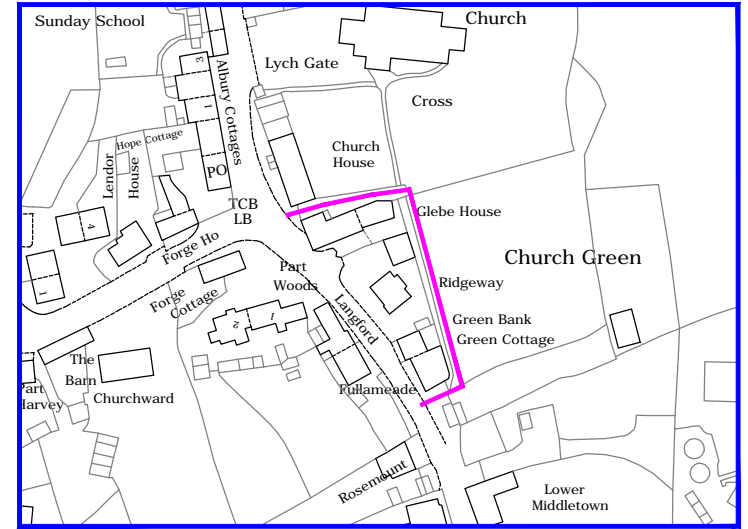 Sunday School
Church
Lych Gate
Cross
3
Albury Cottages
1
Hope Cottage
Church
House
Lendor
House
PO
TCB
LB
Glebe House
4
Forge Ho
Church Green
Part
Woods
Ridgeway
1
Forge
Cottage
Langford
Green Bank
Green Cottage
2
1
The
Barn
Fullameade
Part
Harvey
Churchward
Rosemount
Lower
Middletown